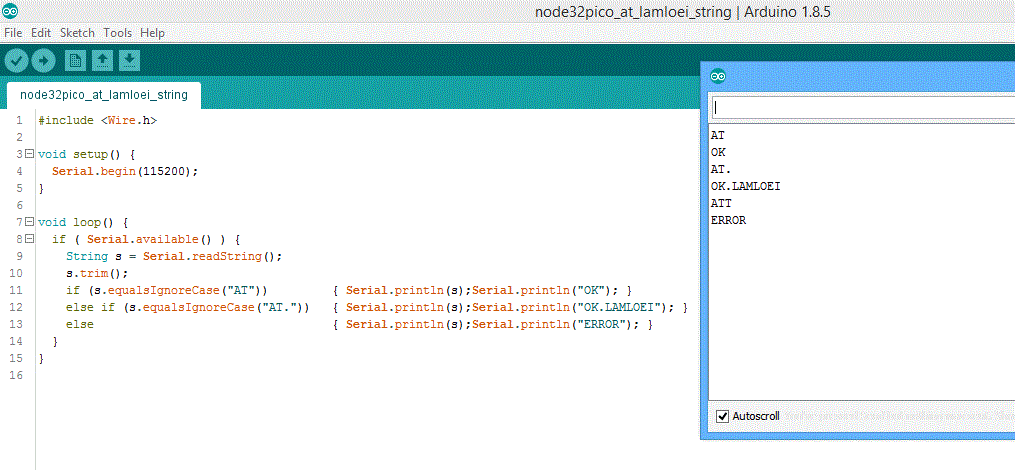 node32pico_at_lamloei_string | Arduino 1.8.5
File Edit Sketch Tools Help
node32pico_at_lamloei_string
1 #include <Wire.h>
2
3 void setup() {
4   Serial.begin(115200);
5 }
6
7 void loop() {
8   if ( Serial.available() ) {
9     String s = Serial.readString();
10     s.trim();
11     if (s.equalsIgnoreCase("AT"))         { Serial.println(s);Serial.println("OK"); }
12     else if (s.equalsIgnoreCase("AT."))   { Serial.println(s);Serial.println("OK.LAMLOEI"); }
13     else                                  { Serial.println(s);Serial.println("ERROR"); }
14   }
15 }
16
AT
OK
AT.
OK.LAMLOEI
ATT
ERROR
Autoscroll